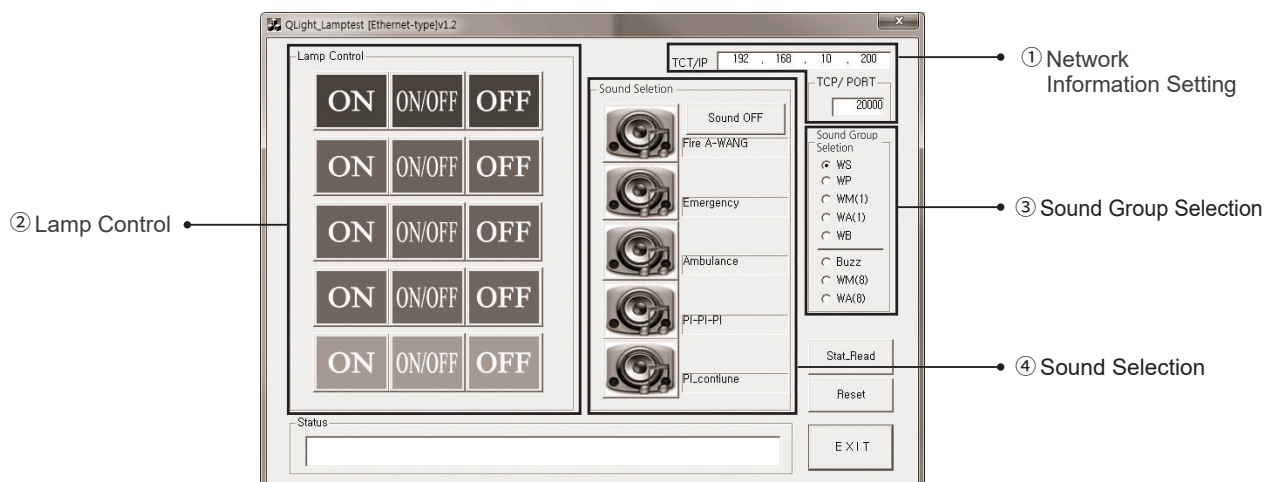 QLight_Lamptest [Ethernet-type]v1.2
x
Lamp Control
ON ON/OFF OFF
ON ON/OFF OFF
ON ON/OFF OFF
ON ON/OFF OFF
ON ON/OFF OFF
② Lamp Control
TCT/IP 192 . 168 . 10 . 200
TCP/ PORT
20000
① Network
Information Setting
Sound Seletion
Sound OFF
Fire A-WANG
Emergency
Ambulance
PI-PI-PI
PI_contiune
Sound Group
Seletion
WS
WP
WM(1)
WA(1)
WB
Buzz
WM(8)
WA(8)
③ Sound Group Selection
④ Sound Selection
Stat_Read
Reset
EXIT
Status